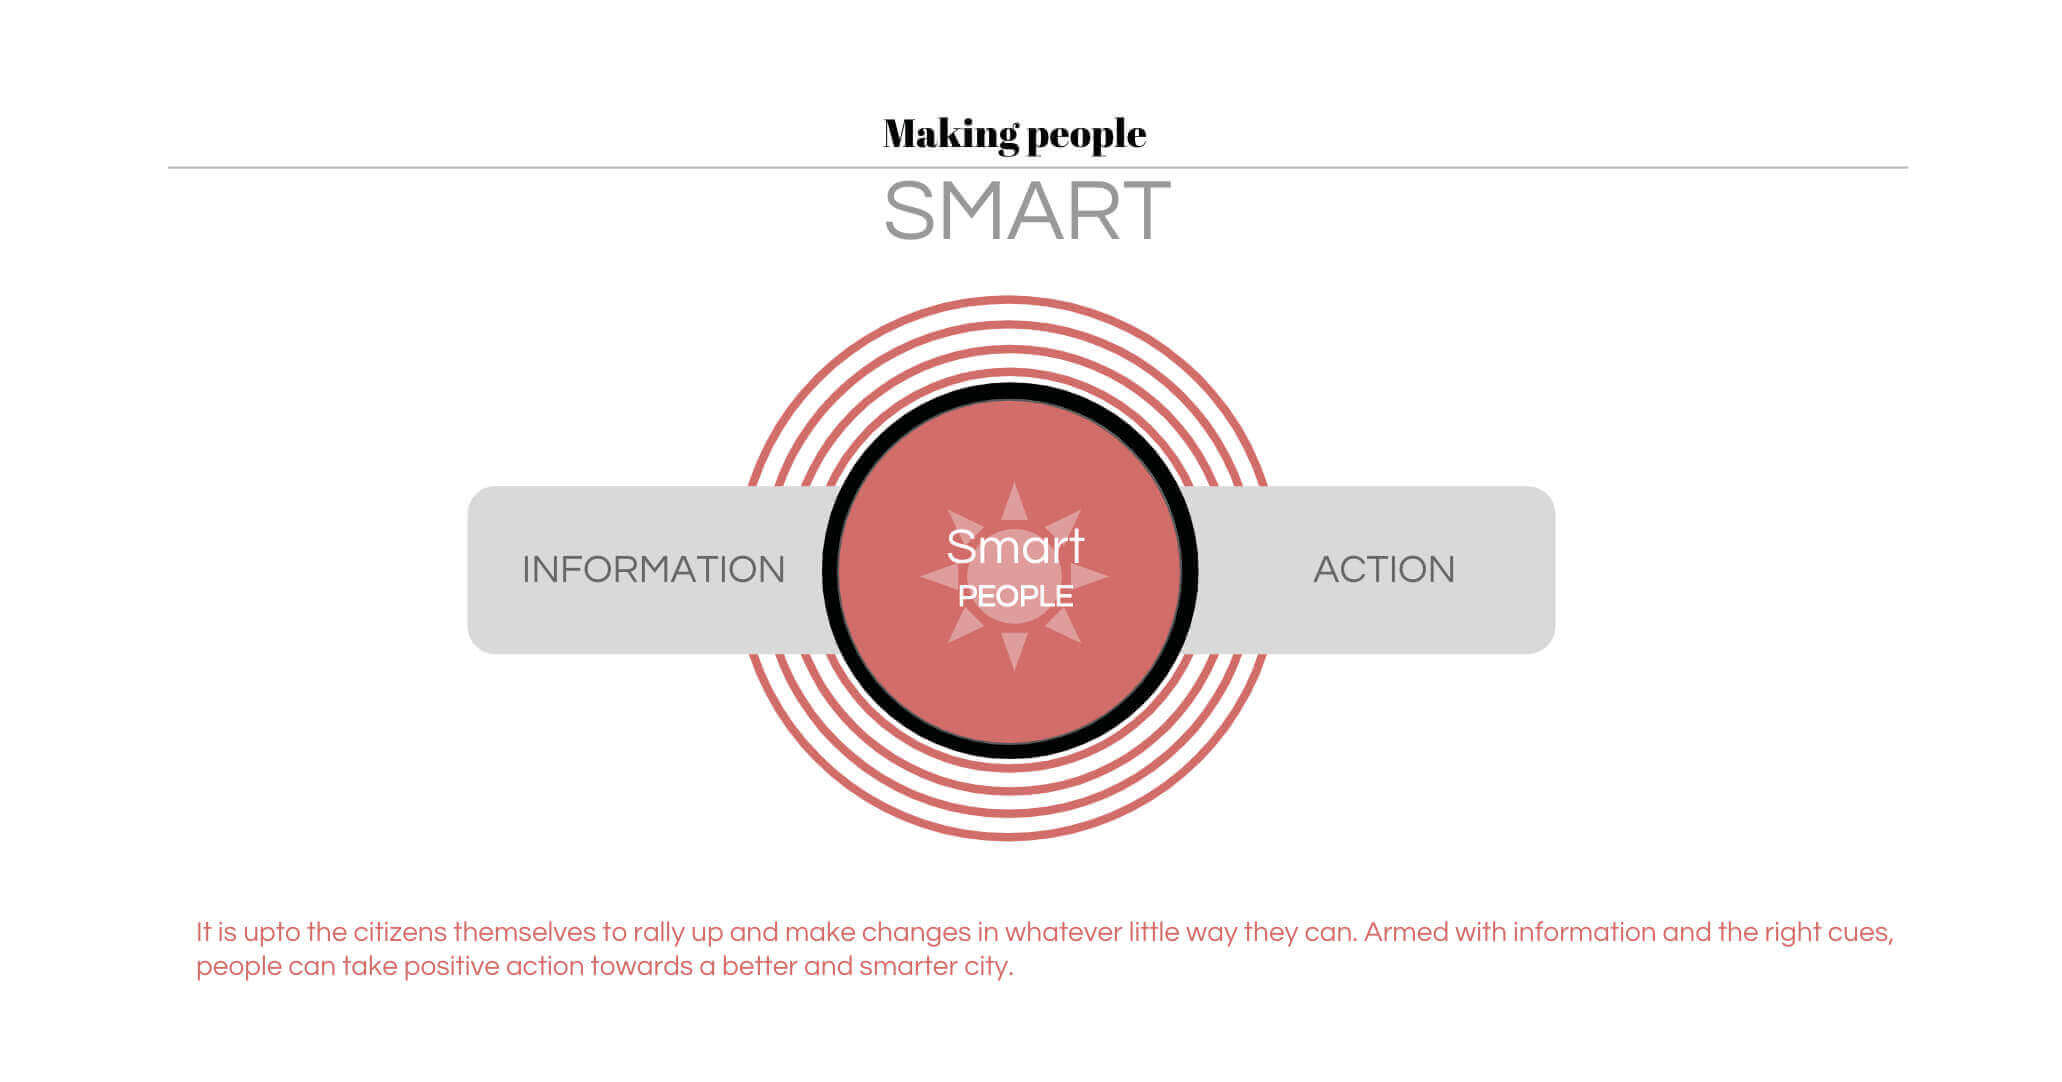 Making people
SMART
INFORMATION
Smart
PEOPLE
ACTION
It is upto the citizens themselves to rally up and make changes in whatever little way they can. Armed with information and the right cues,
people can take positive action towards a better and smarter city.